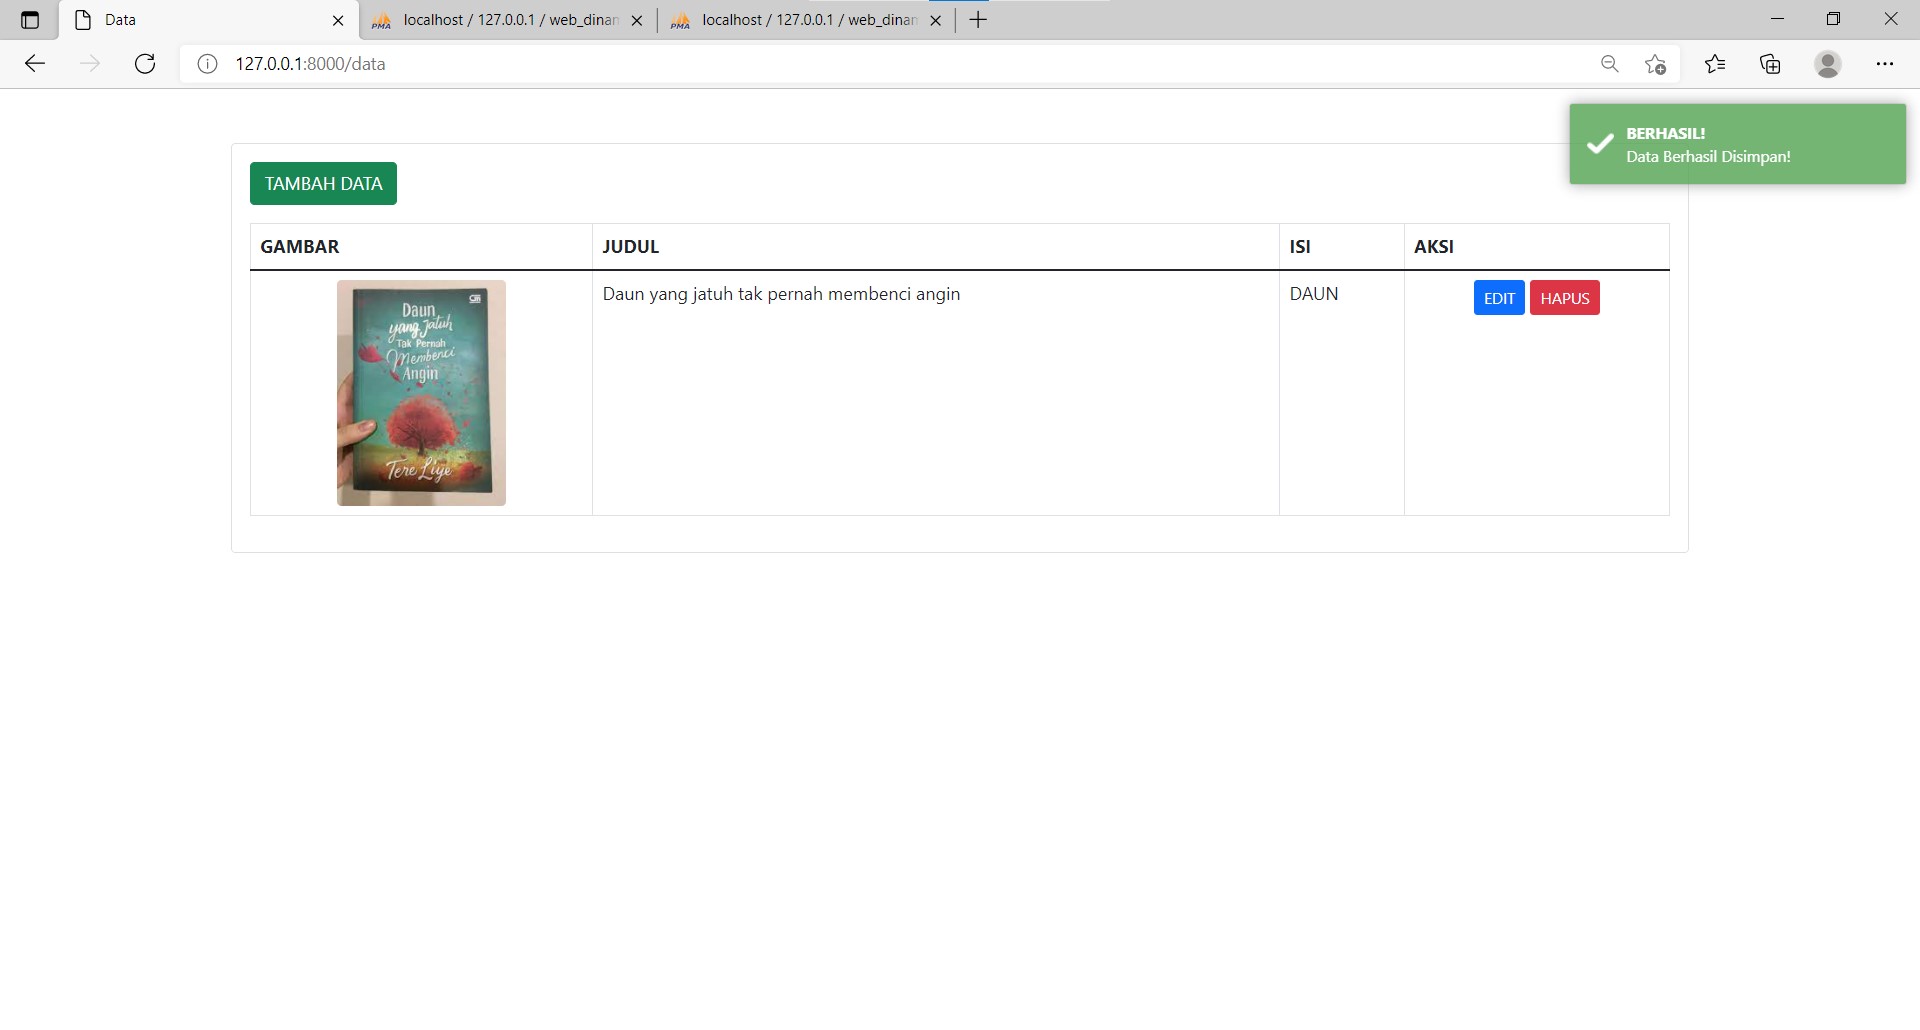 Data
localhost / 127.0.0.1 / web_dinam
localhost / 127.0.0.1 / web_dinam
127.0.0.1:8000/data
BERHASIL!
Data Berhasil Disimpan!
TAMBAH DATA
GAMBAR JUDUL ISI AKSI
Daun yang jatuh tak pernah membenci angin DAUN EDIT HAPUS
Daun
yang Jatuh
Tak Pernah
Membenci
Angin
Tere Liye